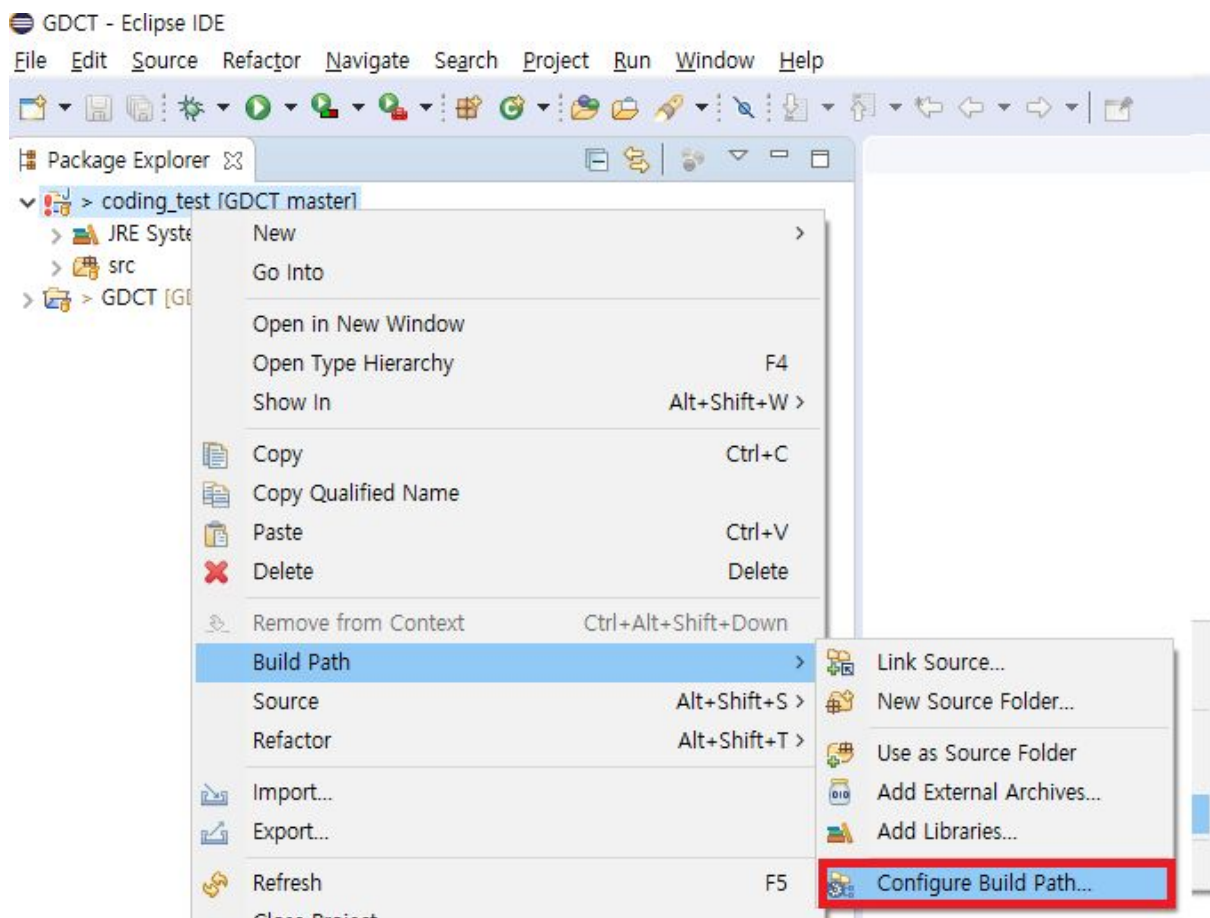 GDCT - Eclipse IDE
File Edit Source Refactor Navigate Search Project Run Window Help
Package Explorer
> coding_test [GDCT master]
JRE Syste
src
> GDCT [GD
New
Go Into
Open in New Window
Open Type Hierarchy F4
Show In Alt+Shift+W >
Copy Ctrl+C
Copy Qualified Name
Paste Ctrl+V
Delete Delete
Remove from Context Ctrl+Alt+Shift+Down
Build Path
Source Alt+Shift+S >
Refactor Alt+Shift+T >
Import...
Export...
Refresh F5
Close Project
Link Source...
New Source Folder...
Use as Source Folder
Add External Archives...
Add Libraries...
Configure Build Path...